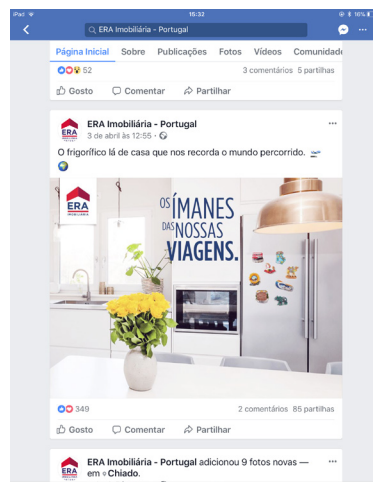 iPad
15:32
16%
ERA Imobiliária - Portugal
Página Inicial Sobre Publicações Fotos Vídeos Comunidade
52
3 comentários 5 partilhas
Gosto Comentar Partilhar
ERA Imobiliária - Portugal
3 de abril às 12:55 ·
O frigorífico lá de casa que nos recorda o mundo percorrido.
ERA
IMOBILIÁRIA
OS ÍMANES
DAS NOSSAS
VIAGENS.
349
2 comentários 85 partilhas
Gosto Comentar Partilhar
ERA Imobiliária - Portugal adicionou 9 fotos novas —
em Chiado.
ERA